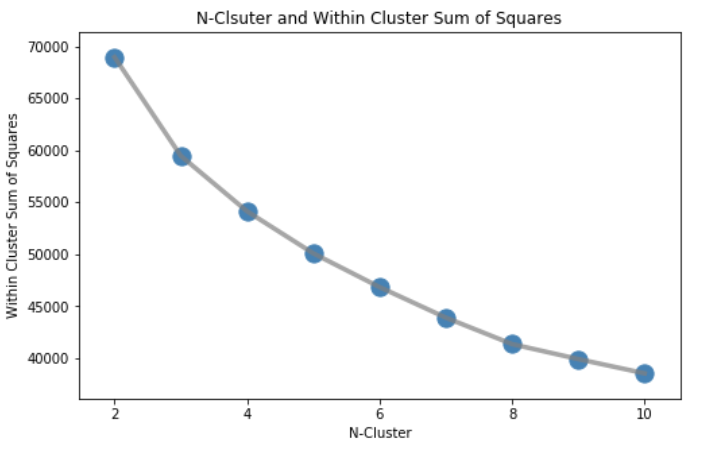 N-Clsuter and Within Cluster Sum of Squares
Within Cluster Sum of Squares
70000
65000
60000
55000
50000
45000
40000
2 4 6 8 10
N-Cluster